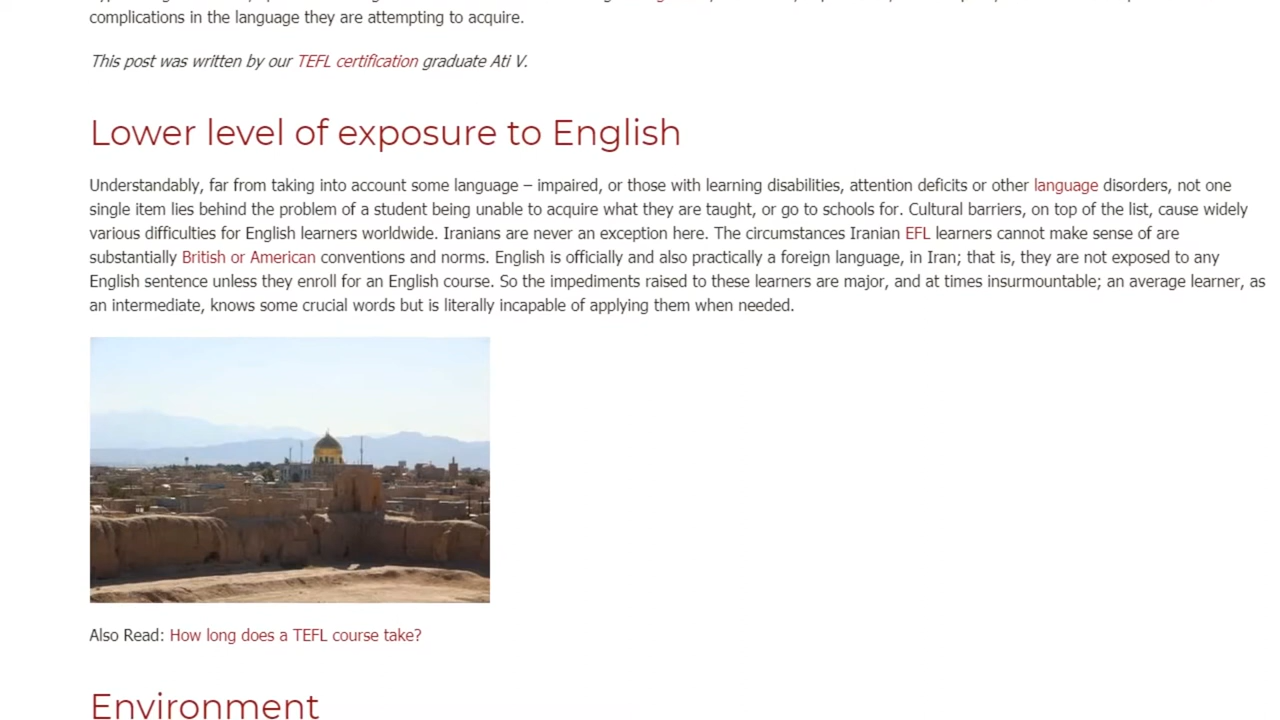 complications in the language they are attempting to acquire.
This post was written by our TEFL certification graduate Ati V.
Lower level of exposure to English
Understandably, far from taking into account some language – impaired, or those with learning disabilities, attention deficits or other language disorders, not one
single item lies behind the problem of a student being unable to acquire what they are taught, or go to schools for. Cultural barriers, on top of the list, cause widely
various difficulties for English learners worldwide. Iranians are never an exception here. The circumstances Iranian EFL learners cannot make sense of are
substantially British or American conventions and norms. English is officially and also practically a foreign language, in Iran; that is, they are not exposed to any
English sentence unless they enroll for an English course. So the impediments raised to these learners are major, and at times insurmountable; an average learner, as
an intermediate, knows some crucial words but is literally incapable of applying them when needed.
Also Read: How long does a TEFL course take?
Environment